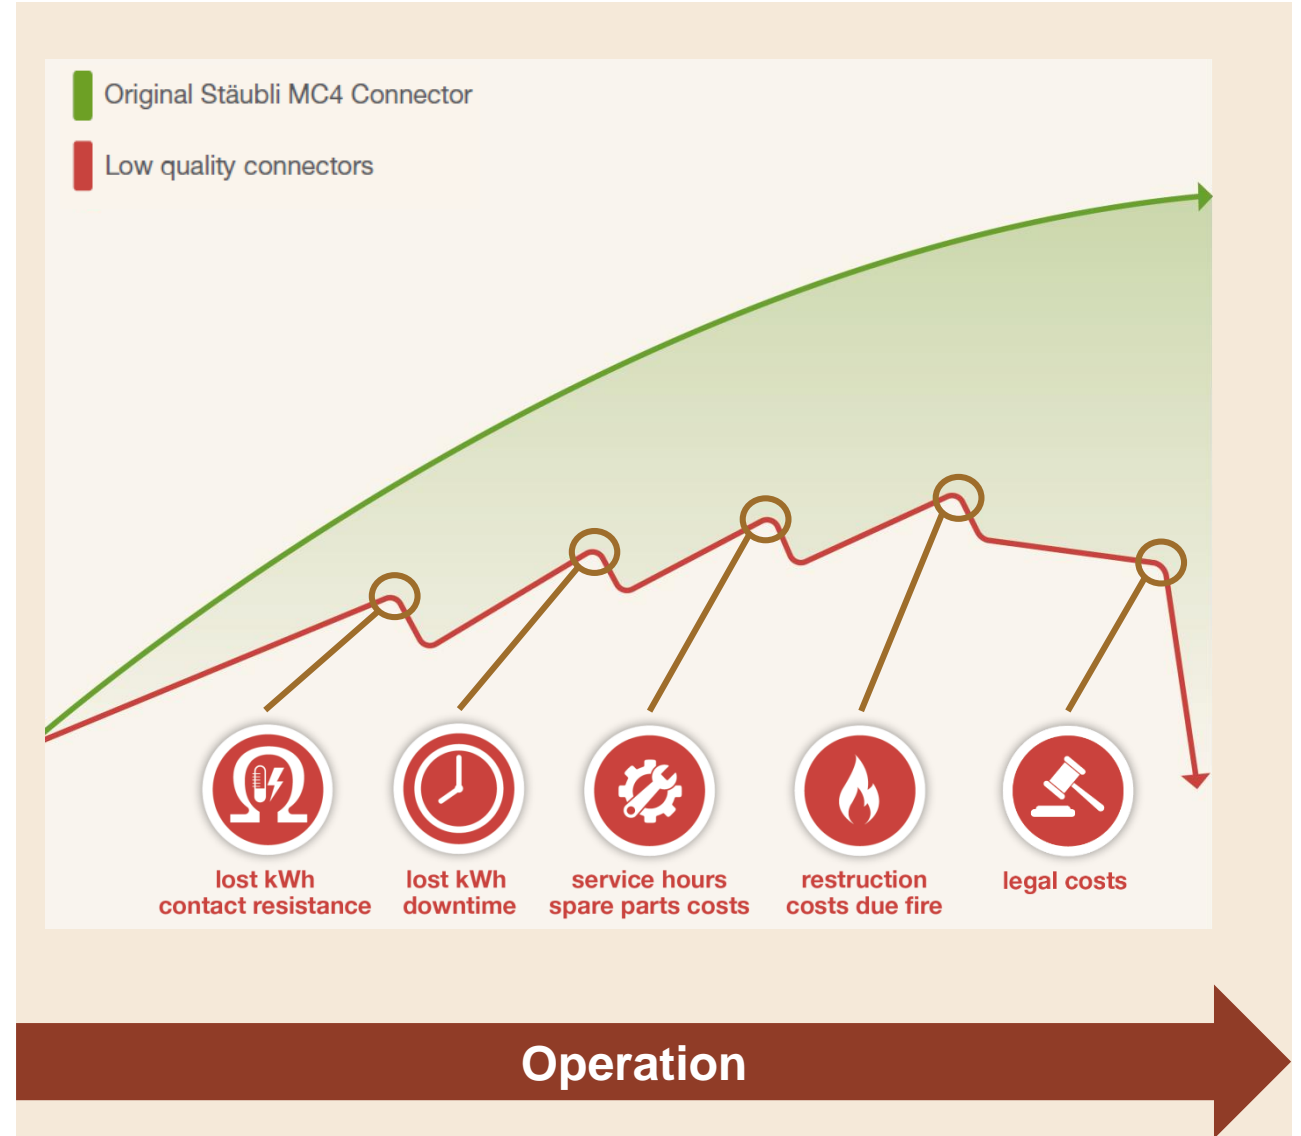 Original Stäubli MC4 Connector
Low quality connectors
lost kWh
contact resistance
lost kWh
downtime
service hours
spare parts costs
restruction
costs due fire
legal costs
Operation